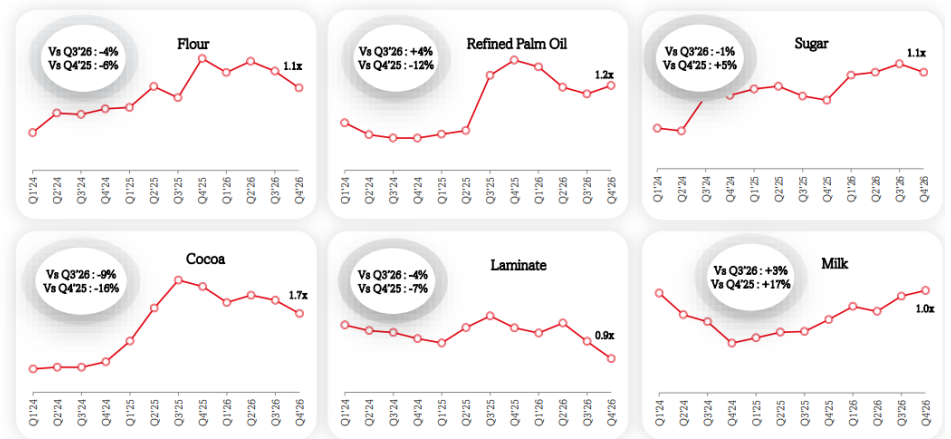 Flour
Vs Q3'26 : -4%
Vs Q4'25 : -6%
1.1x
Q1'24
Q2'24
Q3'24
Q4'24
Q1'25
Q2'25
Q3'25
Q4'25
Q1'26
Q2'26
Q3'26
Q4'26
Refined Palm Oil
Vs Q3'26 : +4%
Vs Q4'25 : -12%
1.2x
Q1'24
Q2'24
Q3'24
Q4'24
Q1'25
Q2'25
Q3'25
Q4'25
Q1'26
Q2'26
Q3'26
Q4'26
Sugar
Vs Q3'26 : -1%
Vs Q4'25 : +5%
1.1x
Q1'24
Q2'24
Q3'24
Q4'24
Q1'25
Q2'25
Q3'25
Q4'25
Q1'26
Q2'26
Q3'26
Q4'26
Cocoa
Vs Q3'26 : -9%
Vs Q4'25 : -16%
1.7x
Q1'24
Q2'24
Q3'24
Q4'24
Q1'25
Q2'25
Q3'25
Q4'25
Q1'26
Q2'26
Q3'26
Q4'26
Laminate
Vs Q3'26 : -4%
Vs Q4'25 : -7%
0.9x
Q1'24
Q2'24
Q3'24
Q4'24
Q1'25
Q2'25
Q3'25
Q4'25
Q1'26
Q2'26
Q3'26
Q4'26
Milk
Vs Q3'26 : +3%
Vs Q4'25 : +17%
1.0x
Q1'24
Q2'24
Q3'24
Q4'24
Q1'25
Q2'25
Q3'25
Q4'25
Q1'26
Q2'26
Q3'26
Q4'26